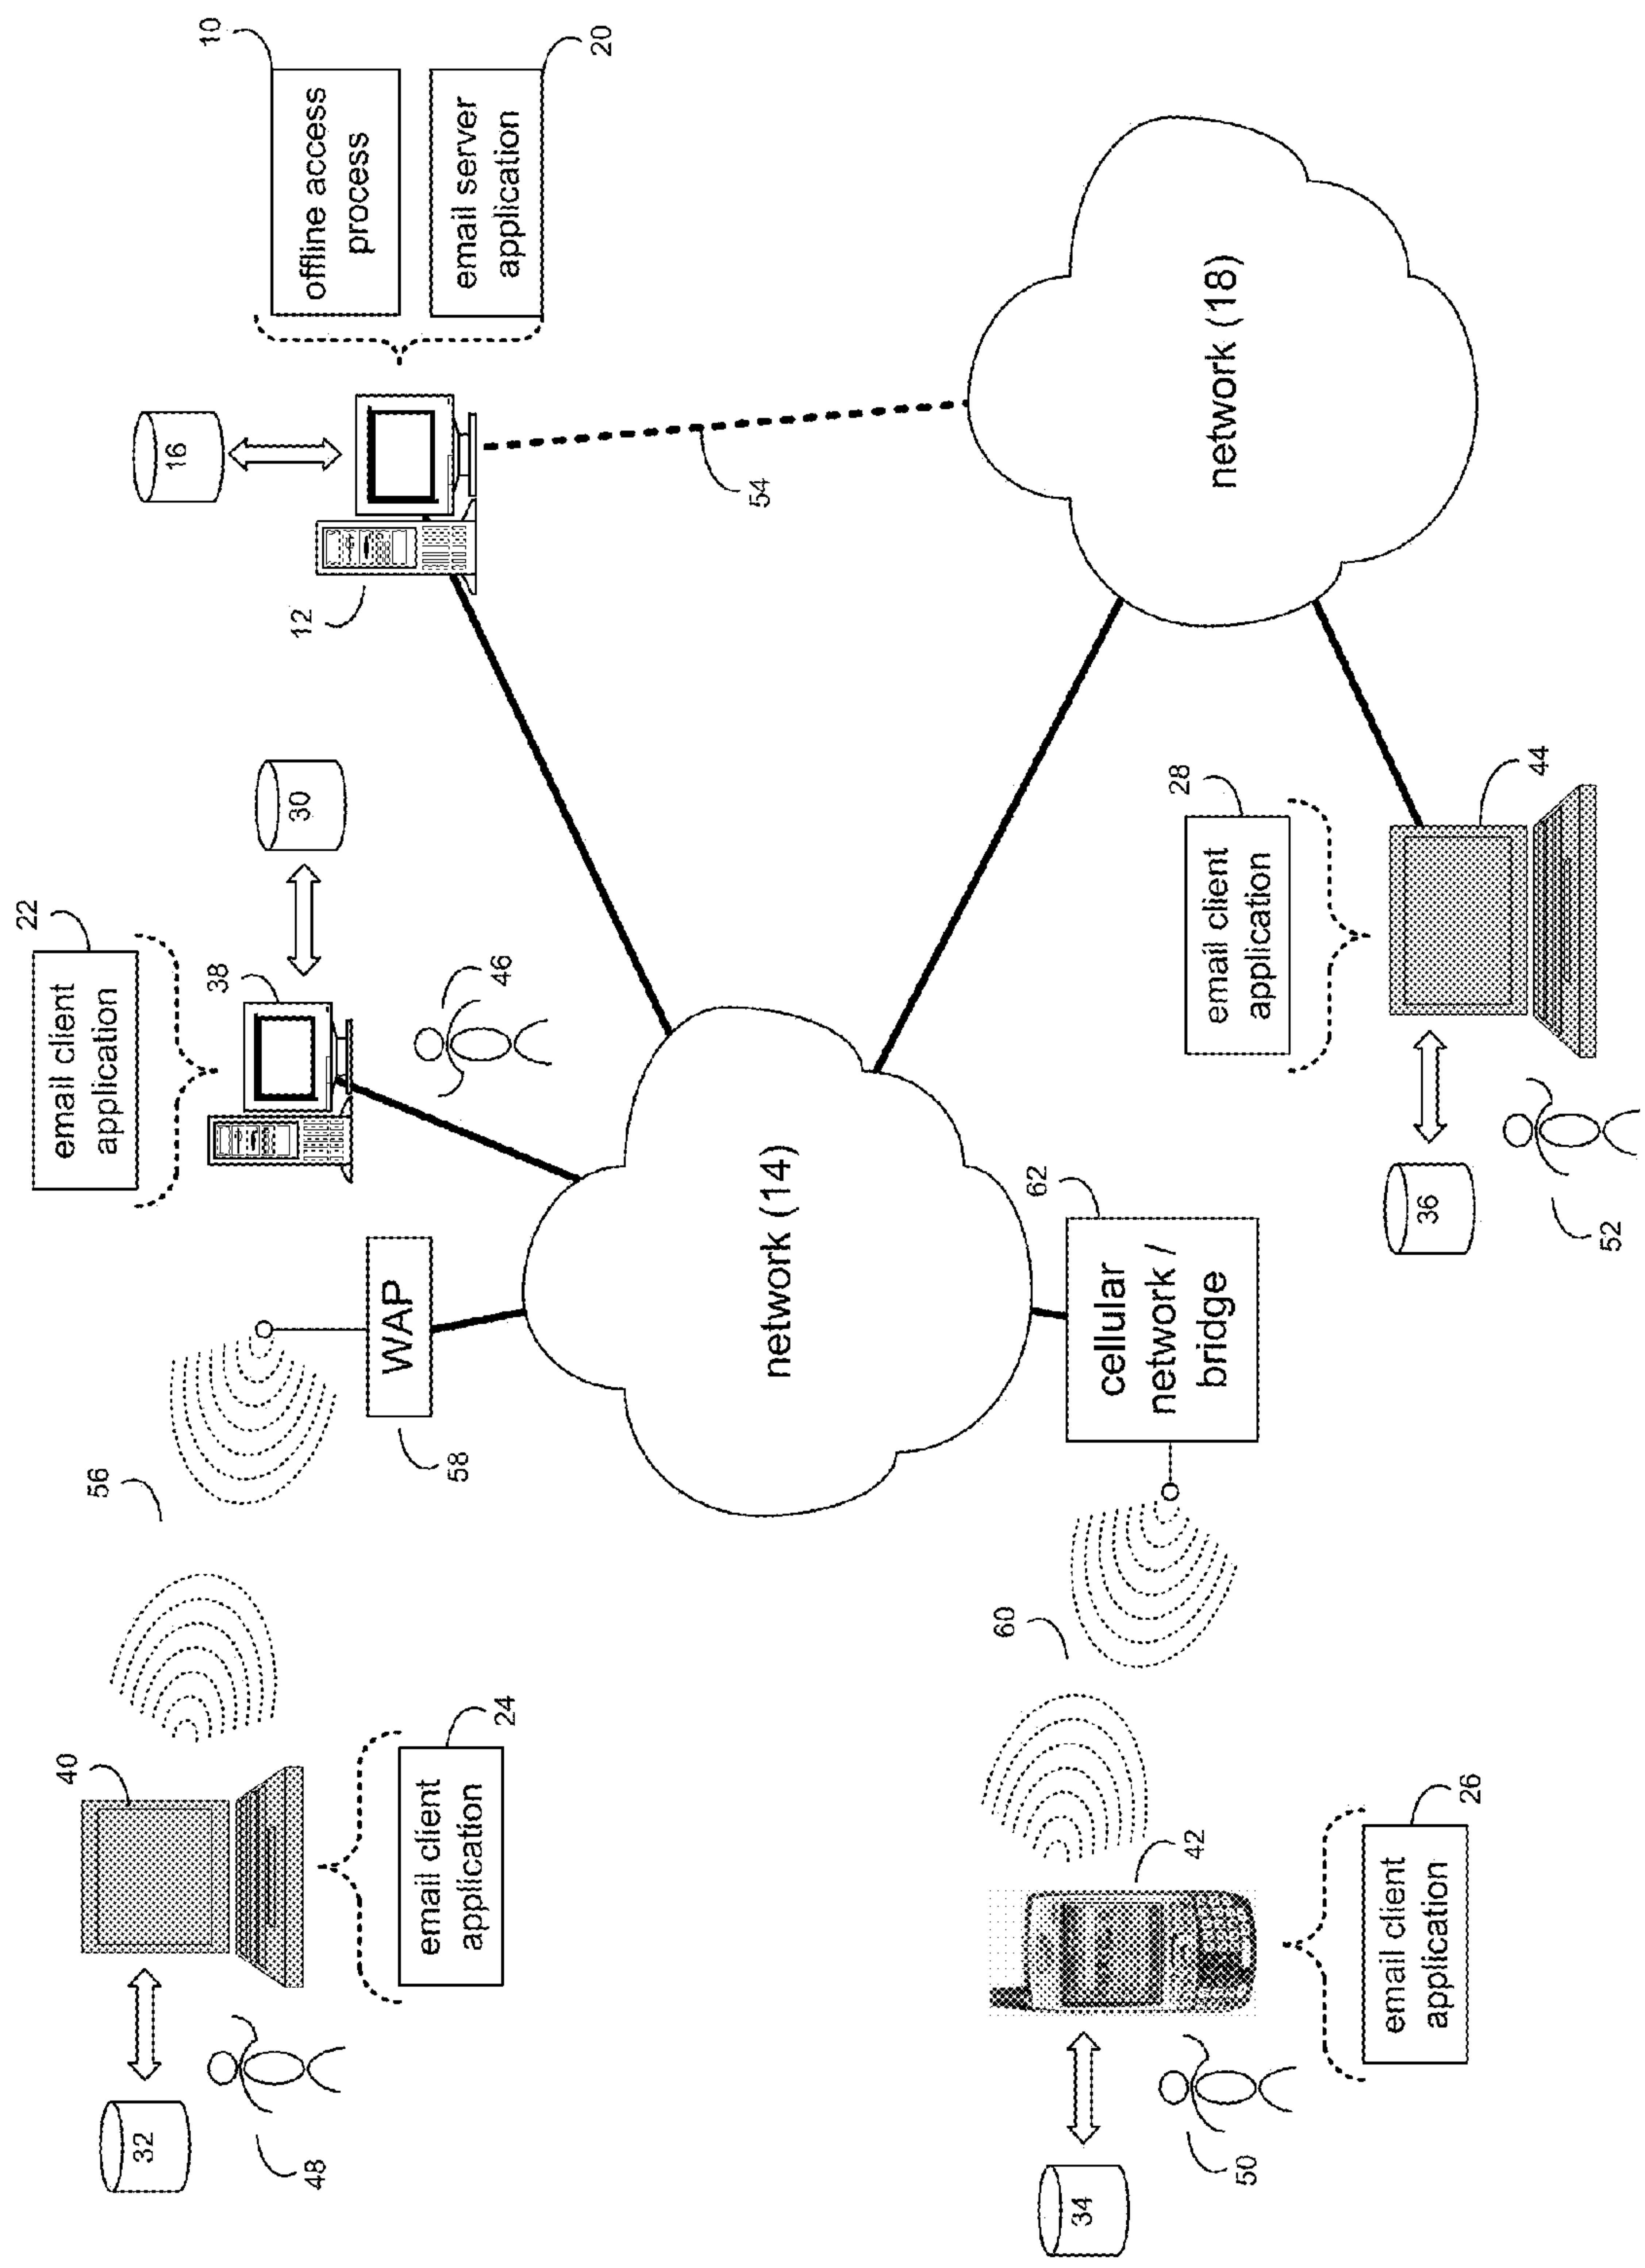 22
email client
application
40
56
32
16
10
38
30
12
offline access
process
48
WAP
58
email client
application
24
46
email server
application
20
54
network (14)
60
62
cellular
network /
bridge
34
42
28
email client
application
network (18)
50
email client
application
26
36
44
52